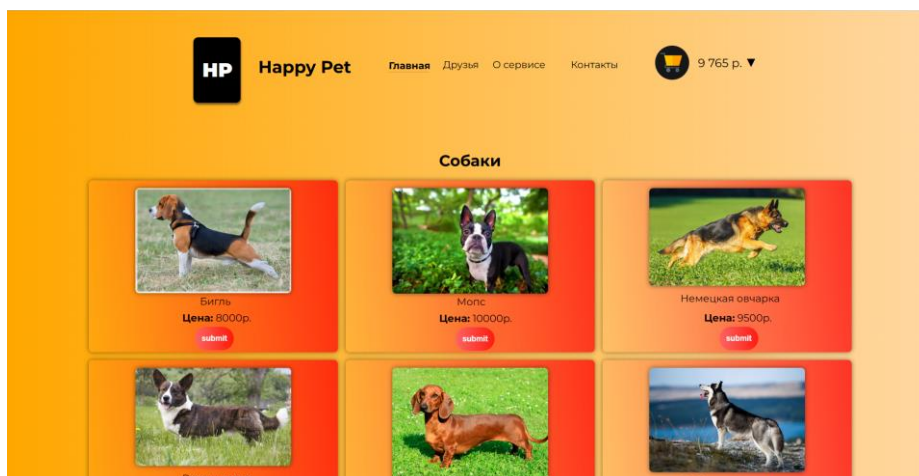 HP
Happy Pet
Главная Друзья О сервисе Контакты
9 765 р. ▼
Собаки
Бигль
Цена: 8000р.
submit
Мопс
Цена: 10000р.
submit
Немецкая овчарка
Цена: 9500р.
submit